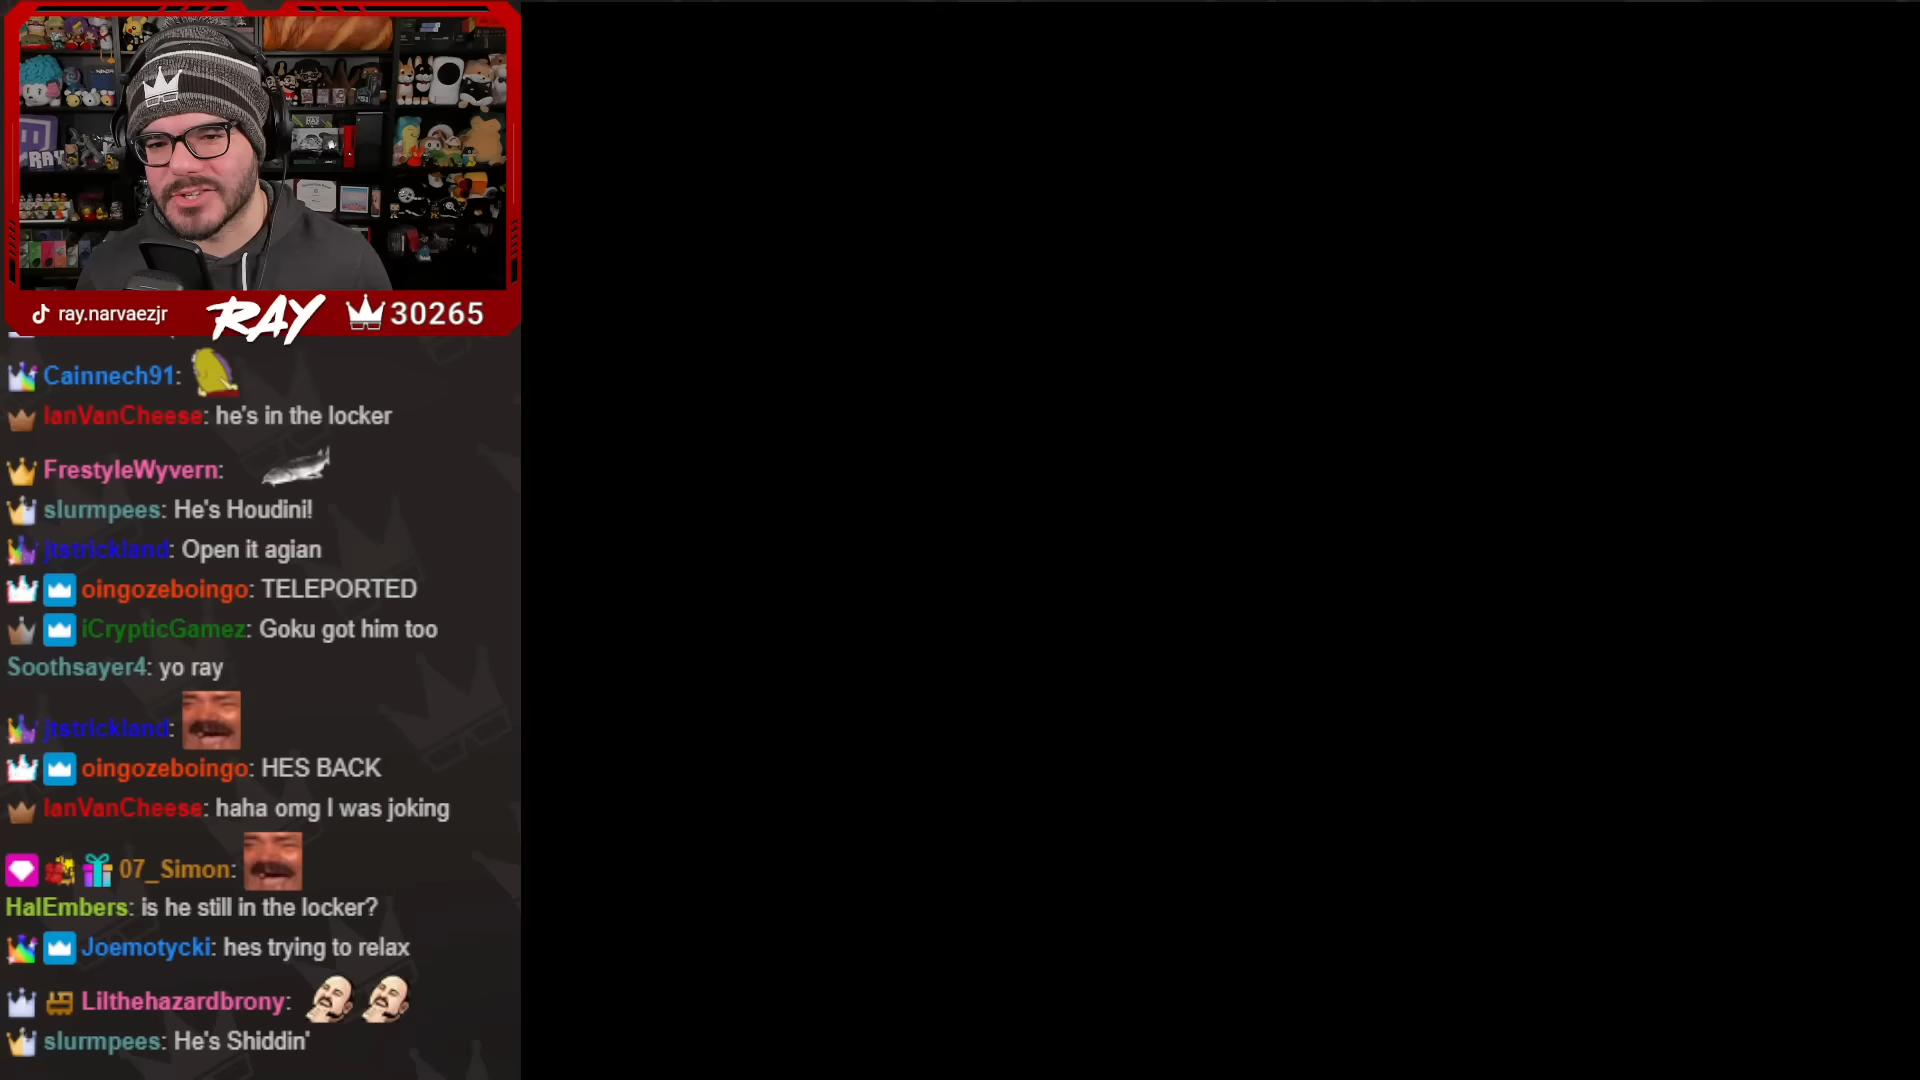 ray.narvaezjr RAY 30265
Cainnech91:
IanVanCheese: he's in the locker
FrestyleWyvern:
slurmpees: He's Houdini!
jtstrickland: Open it agian
oingozeboingo: TELEPORTED
iCrypticGamez: Goku got him too
Soothsayer4: yo ray
jtstrickland:
oingozeboingo: HES BACK
IanVanCheese: haha omg I was joking
07_Simon:
HalEmbers: is he still in the locker?
Joemotycki: hes trying to relax
Lilthehazardbrony:
slurmpees: He's Shiddin'